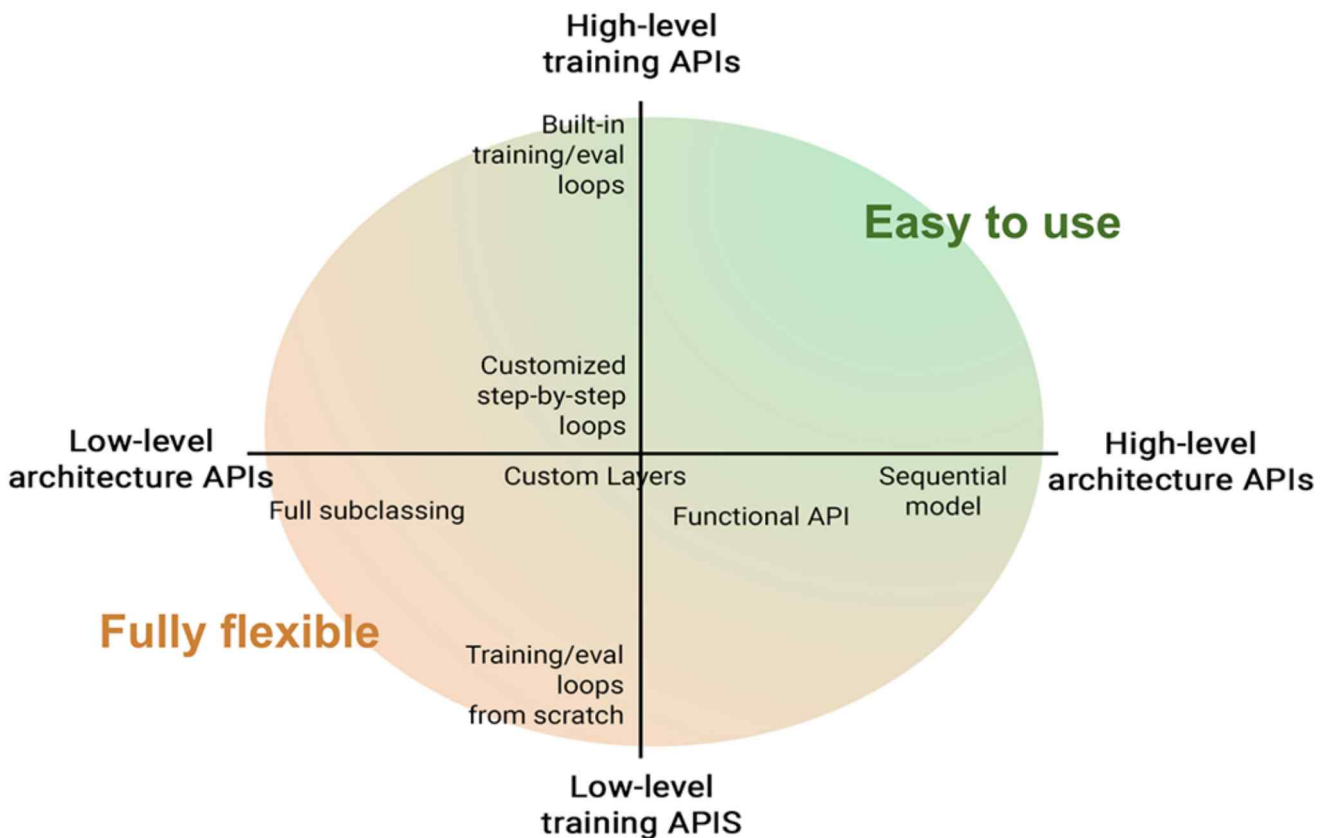 High-level
training APIs
Built-in
training/eval
loops
Easy to use
Customized
step-by-step
loops
Low-level
architecture APIs
High-level
architecture APIs
Custom Layers
Sequential
model
Full subclassing
Functional API
Fully flexible
Training/eval
loops
from scratch
Low-level
training APIS